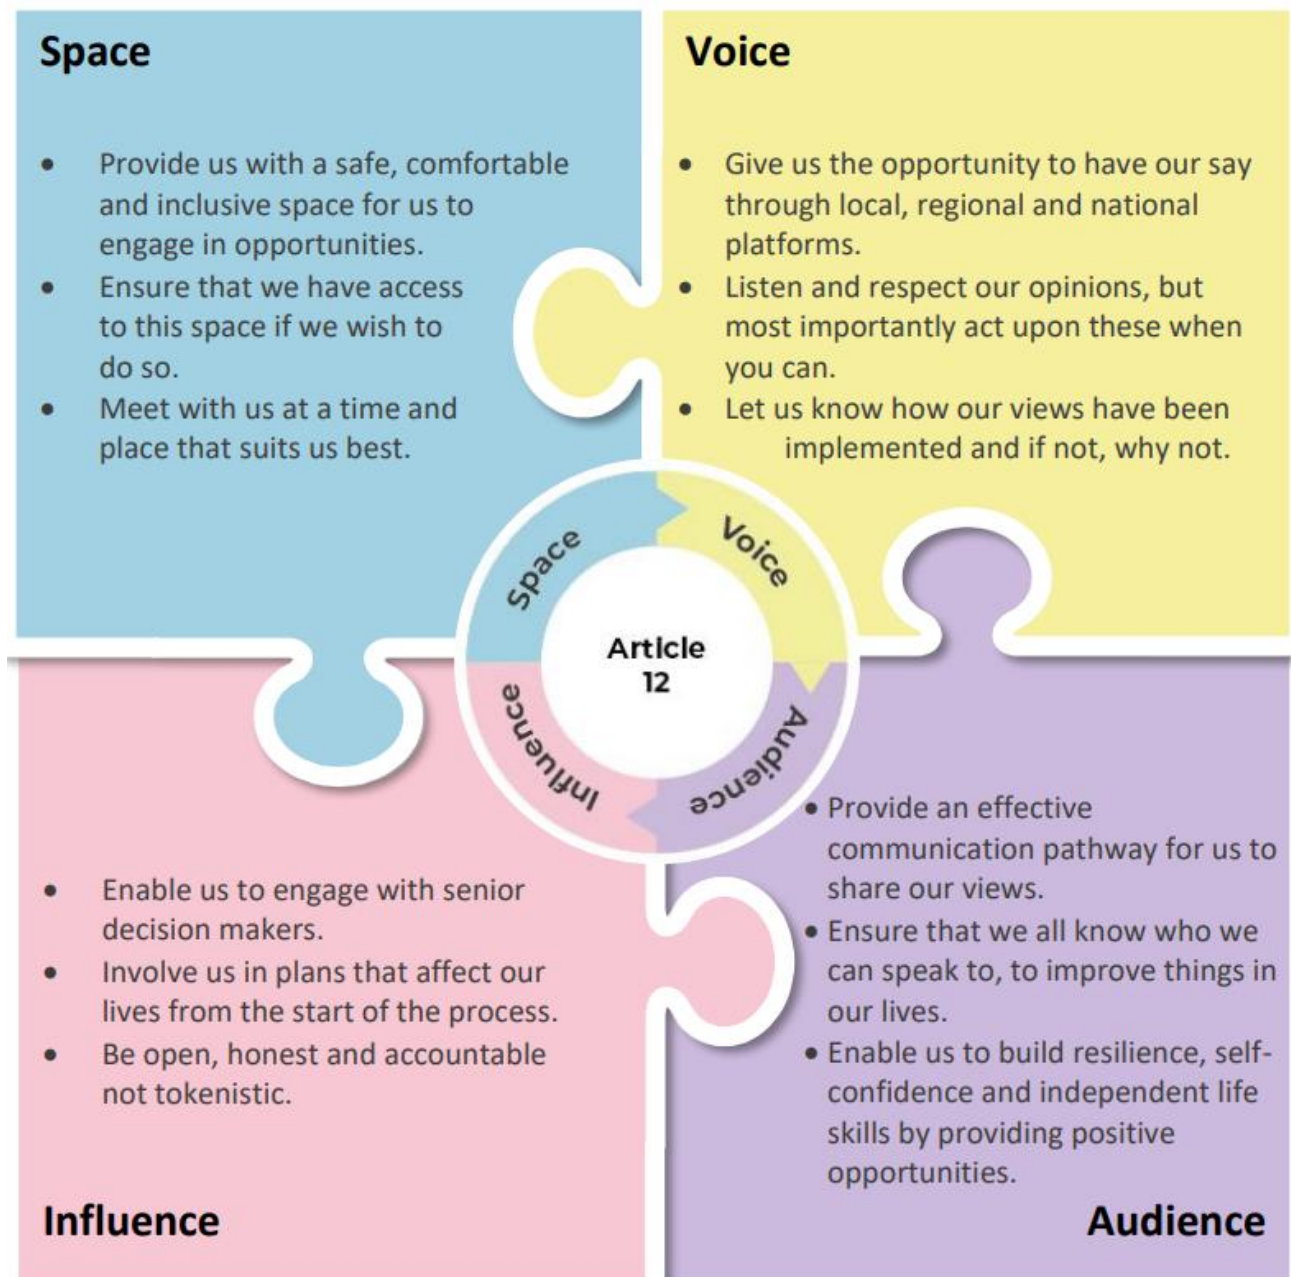 Space
• Provide us with a safe, comfortable
and inclusive space for us to
engage in opportunities.
• Ensure that we have access
to this space if we wish to
do so.
• Meet with us at a time and
place that suits us best.
Voice
• Give us the opportunity to have our say
through local, regional and national
platforms.
• Listen and respect our opinions, but
most importantly act upon these when
you can.
• Let us know how our views have been
implemented and if not, why not.
Space
Voice
Article
12
Influence
Audience
• Enable us to engage with senior
decision makers.
• Involve us in plans that affect our
lives from the start of the process.
• Be open, honest and accountable
not tokenistic.
Influence
• Provide an effective
communication pathway for us to
share our views.
• Ensure that we all know who we
can speak to, to improve things in
our lives.
• Enable us to build resilience, self-
confidence and independent life
skills by providing positive
opportunities.
Audience